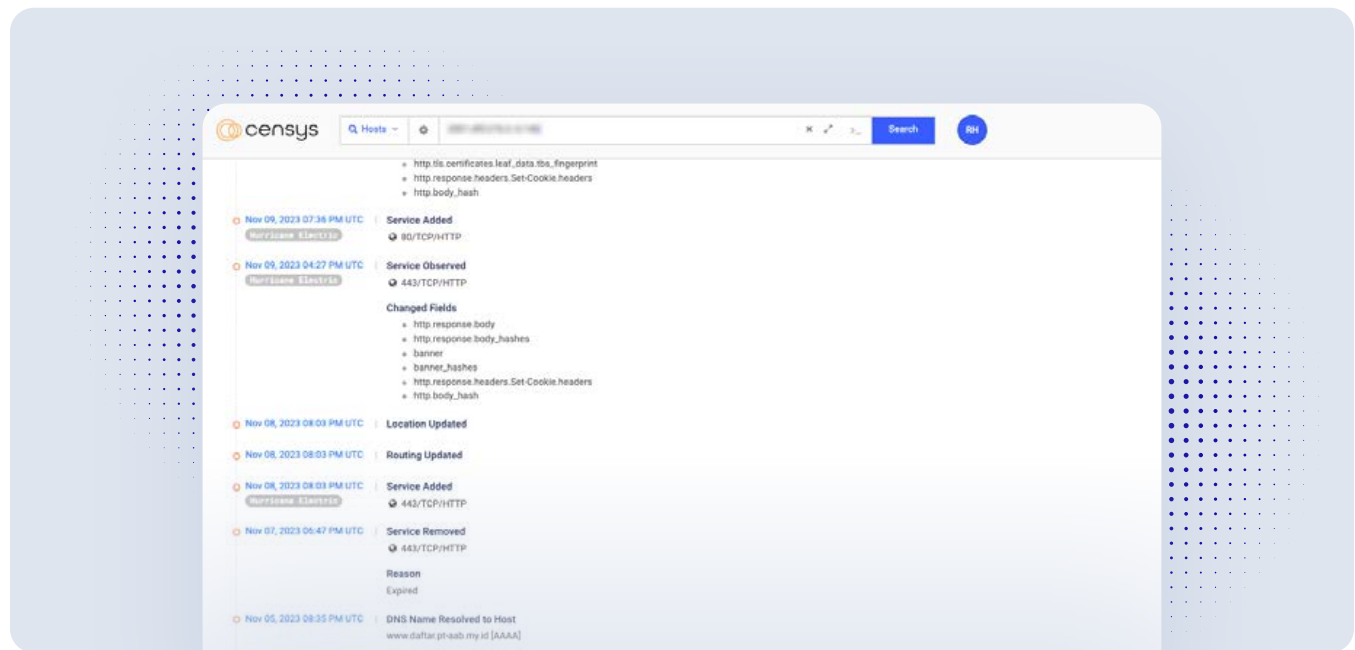 censys
Hosts
Search
RH
http.tls.certificates.leaf_data.tbs_fingerprint
http.response.headers.Set-Cookie.headers
http.body_hash
Nov 09, 2023 07:36 PM UTC
Service Added
Hurricane Electric
80/TCP/HTTP
Nov 09, 2023 04:27 PM UTC
Service Observed
Hurricane Electric
443/TCP/HTTP
Changed Fields
http.response.body
http.response.body_hashes
banner
banner_hashes
http.response.headers.Set-Cookie.headers
http.body_hash
Nov 08, 2023 08:03 PM UTC
Location Updated
Nov 08, 2023 08:03 PM UTC
Routing Updated
Nov 08, 2023 08:03 PM UTC
Service Added
Hurricane Electric
443/TCP/HTTP
Nov 07, 2023 06:47 PM UTC
Service Removed
443/TCP/HTTP
Reason
Expired
Nov 05, 2023 08:35 PM UTC
DNS Name Resolved to Host
www.daftar.pt-aab.my.id [AAAA]